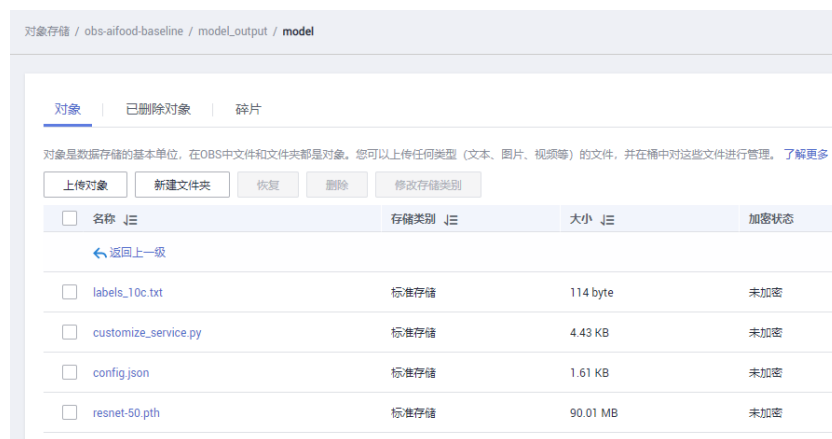 对象存储 / obs-aifood-baseline / model_output / model
对象 已删除对象 碎片
对象是数据存储的基本单位，在OBS中文件和文件夹都是对象。您可以上传任何类型（文本、图片、视频等）的文件，并在桶中对这些文件进行管理。 了解更多
上传对象 新建文件夹 恢复 删除 修改存储类别
名称 存储类别 大小 加密状态
返回上一级
labels_10c.txt 标准存储 114 byte 未加密
customize_service.py 标准存储 4.43 KB 未加密
config.json 标准存储 1.61 KB 未加密
resnet-50.pth 标准存储 90.01 MB 未加密